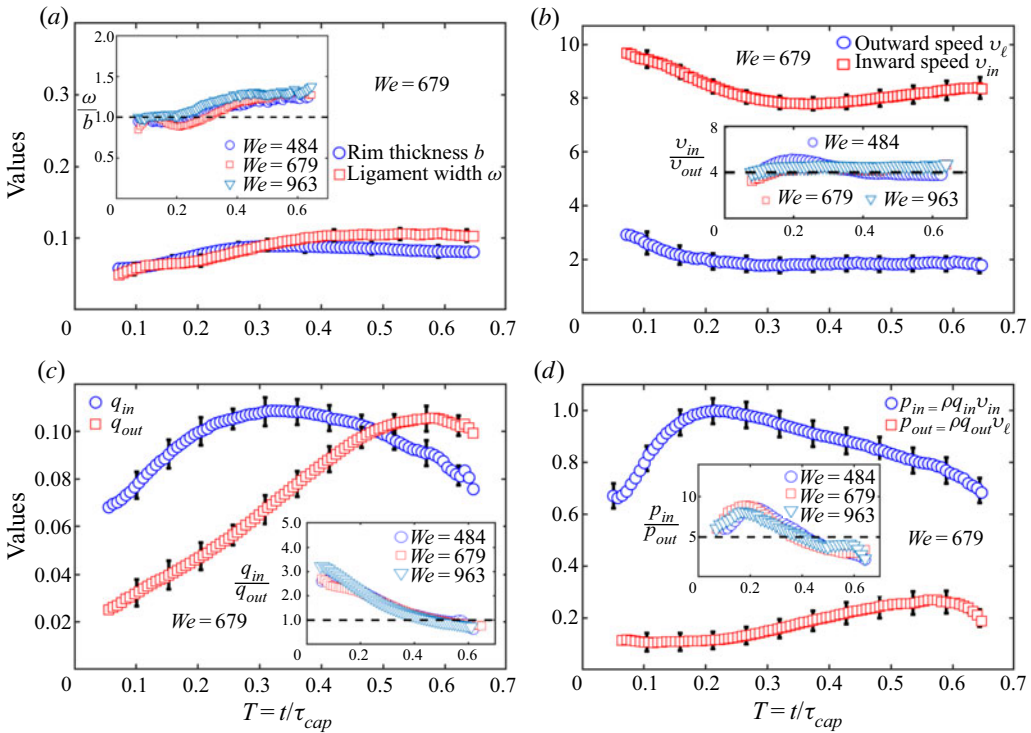 (a)
2.0
1.5
1.0
0.5
0
0.2
0.4
0.6
ω
b
We = 484
We = 679
We = 963
We = 679
Rim thickness b
Ligament width ω
Values
0.3
0.2
0.1
0
0.1
0.2
0.3
0.4
0.5
0.6
0.7
(b)
10
8
6
4
2
0
0.1
0.2
0.3
0.4
0.5
0.6
0.7
We = 679
Outward speed υℓ
Inward speed υin
υin
υout
8
4
0
0.2
0.4
0.6
We = 484
We = 679
We = 963
(c)
qin
qout
Values
0.10
0.08
0.06
0.04
0.02
0
0.1
0.2
0.3
0.4
0.5
0.6
0.7
We = 679
qin
qout
5.0
4.0
3.0
2.0
1.0
0
0.2
0.4
0.6
We = 484
We = 679
We = 963
T = t/τcap
(d)
pin = ρqinυin
pout = ρqoutυℓ
1.0
0.8
0.6
0.4
0.2
0
0.1
0.2
0.3
0.4
0.5
0.6
0.7
We = 679
pin
pout
10
5
0
0.2
0.4
0.6
We = 484
We = 679
We = 963
T = t/τcap